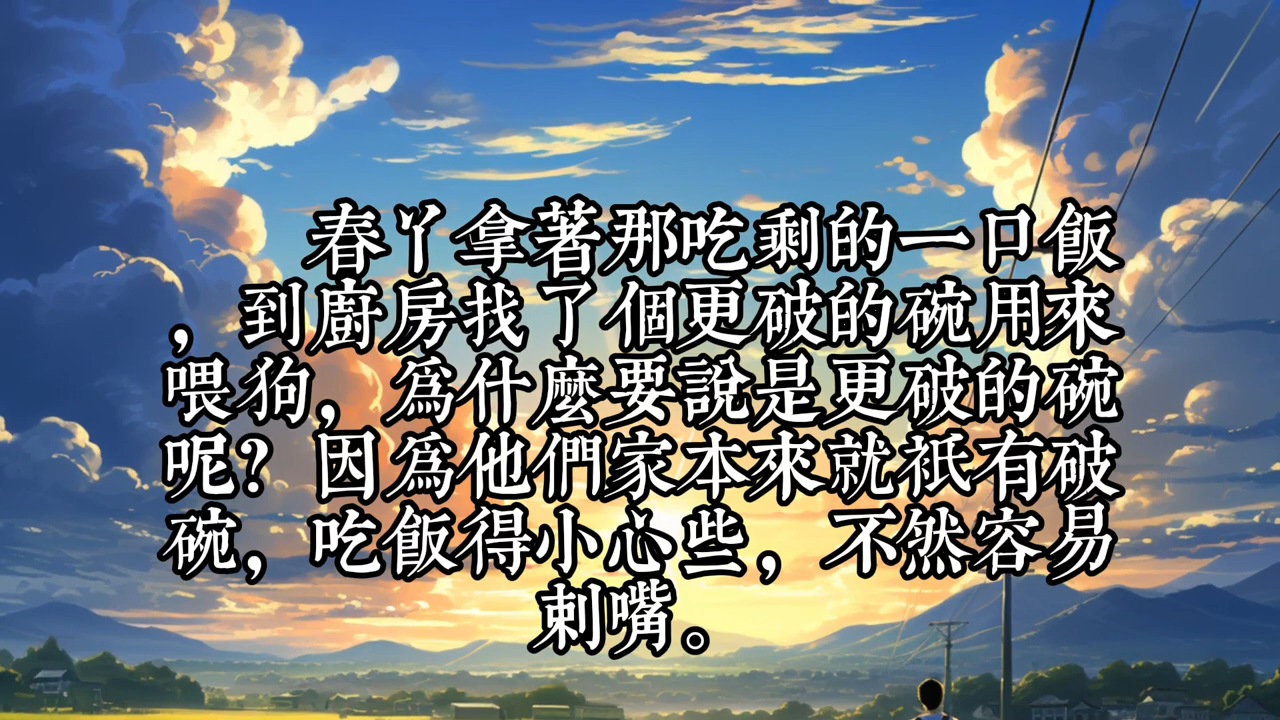 春丫拿著那吃剩的一口飯
，到廚房找了個更破的碗用來
喂狗，爲什麼要說是更破的碗
呢？因爲他們家本來就衹有破
碗，吃飯得小心些，不然容易
刺嘴。